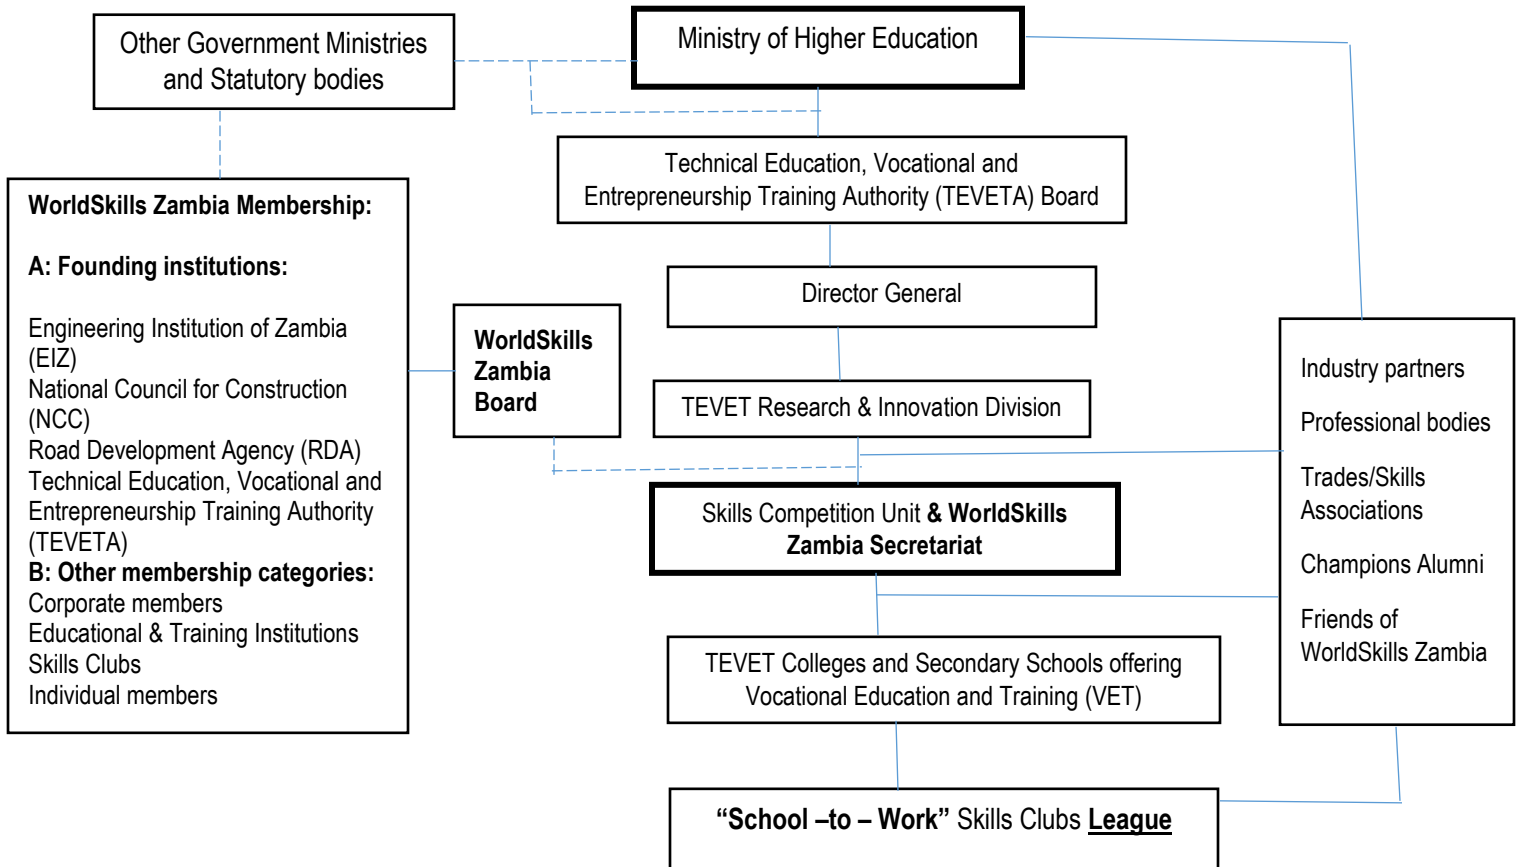 Other Government Ministries
and Statutory bodies
Ministry of Higher Education
Technical Education, Vocational and
Entrepreneurship Training Authority (TEVETA) Board
WorldSkills Zambia Membership:
A: Founding institutions:
Engineering Institution of Zambia
(EIZ)
National Council for Construction
(NCC)
Road Development Agency (RDA)
Technical Education, Vocational and
Entrepreneurship Training Authority
(TEVETA)
B: Other membership categories:
Corporate members
Educational & Training Institutions
Skills Clubs
Individual members
WorldSkills
Zambia
Board
Director General
TEVET Research & Innovation Division
Skills Competition Unit & WorldSkills
Zambia Secretariat
TEVET Colleges and Secondary Schools offering
Vocational Education and Training (VET)
“School –to – Work” Skills Clubs League
Industry partners
Professional bodies
Trades/Skills
Associations
Champions Alumni
Friends of
WorldSkills Zambia